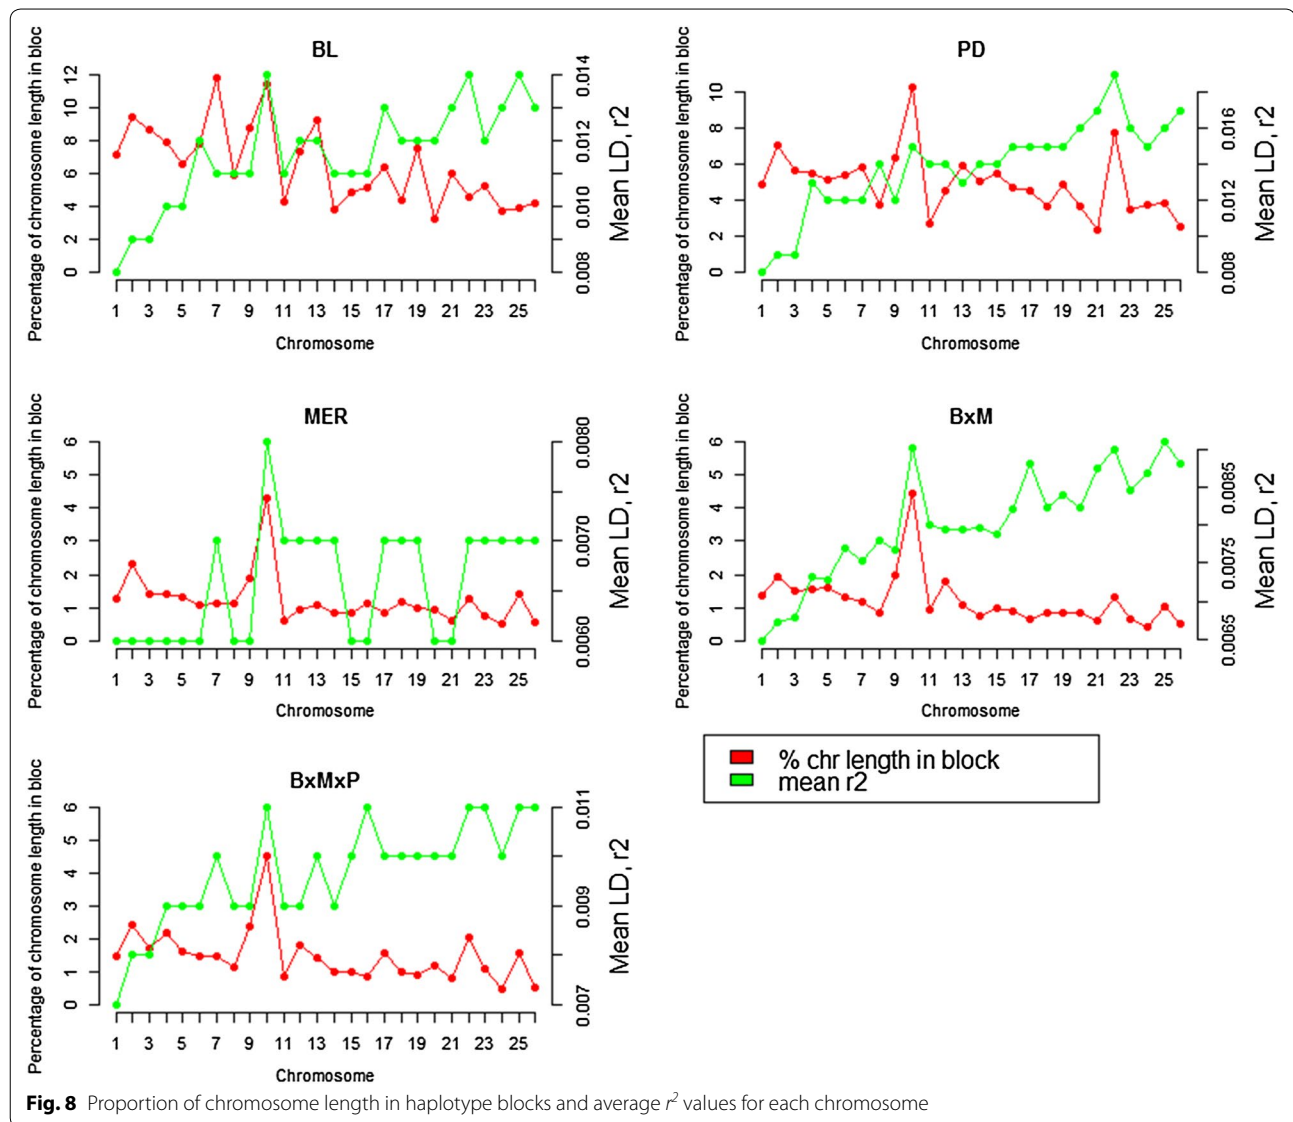 BL
Percentage of chromosome length in bloc
12
10
8
6
4
2
0
0.014
0.012
0.010
0.008
Mean LD, r2
1 3 5 7 9 11 13 15 17 19 21 23 25
Chromosome
PD
Percentage of chromosome length in bloc
10
8
6
4
2
0
0.016
0.012
0.008
Mean LD, r2
1 3 5 7 9 11 13 15 17 19 21 23 25
Chromosome
MER
Percentage of chromosome length in bloc
6
5
4
3
2
1
0
0.0080
0.0070
0.0060
Mean LD, r2
1 3 5 7 9 11 13 15 17 19 21 23 25
Chromosome
BxM
Percentage of chromosome length in bloc
6
5
4
3
2
1
0
0.0085
0.0075
0.0065
Mean LD, r2
1 3 5 7 9 11 13 15 17 19 21 23 25
Chromosome
% chr length in block
mean r2
BxMxP
Percentage of chromosome length in bloc
6
5
4
3
2
1
0
0.011
0.009
0.007
Mean LD, r2
1 3 5 7 9 11 13 15 17 19 21 23 25
Chromosome
Fig. 8 Proportion of chromosome length in haplotype blocks and average r² values for each chromosome